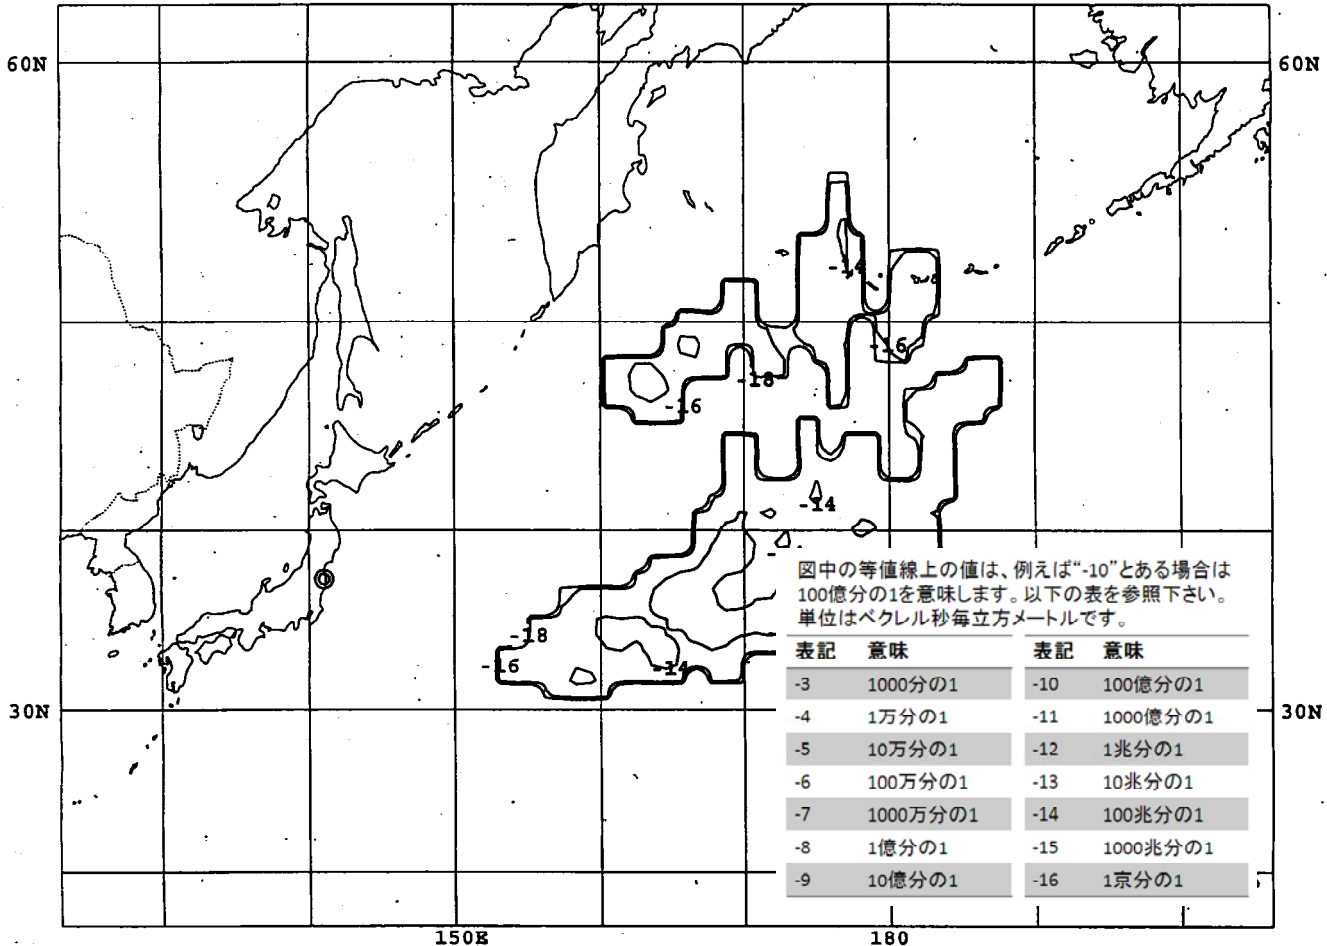 60N
60N
-14
-16
-18
-16
-14
-18
-16
-14
図中の等値線上の値は、例えば“-10”とある場合は
100億分の1を意味します。以下の表を参照下さい。
単位はベクレル秒毎立方メートルです。
表記 意味 表記 意味
-3 1000分の1 -10 100億分の1
-4 1万分の1 -11 1000億分の1
-5 10万分の1 -12 1兆分の1
-6 100万分の1 -13 10兆分の1
-7 1000万分の1 -14 100兆分の1
-8 1億分の1 -15 1000兆分の1
-9 10億分の1 -16 1京分の1
30N
30N
150E
180